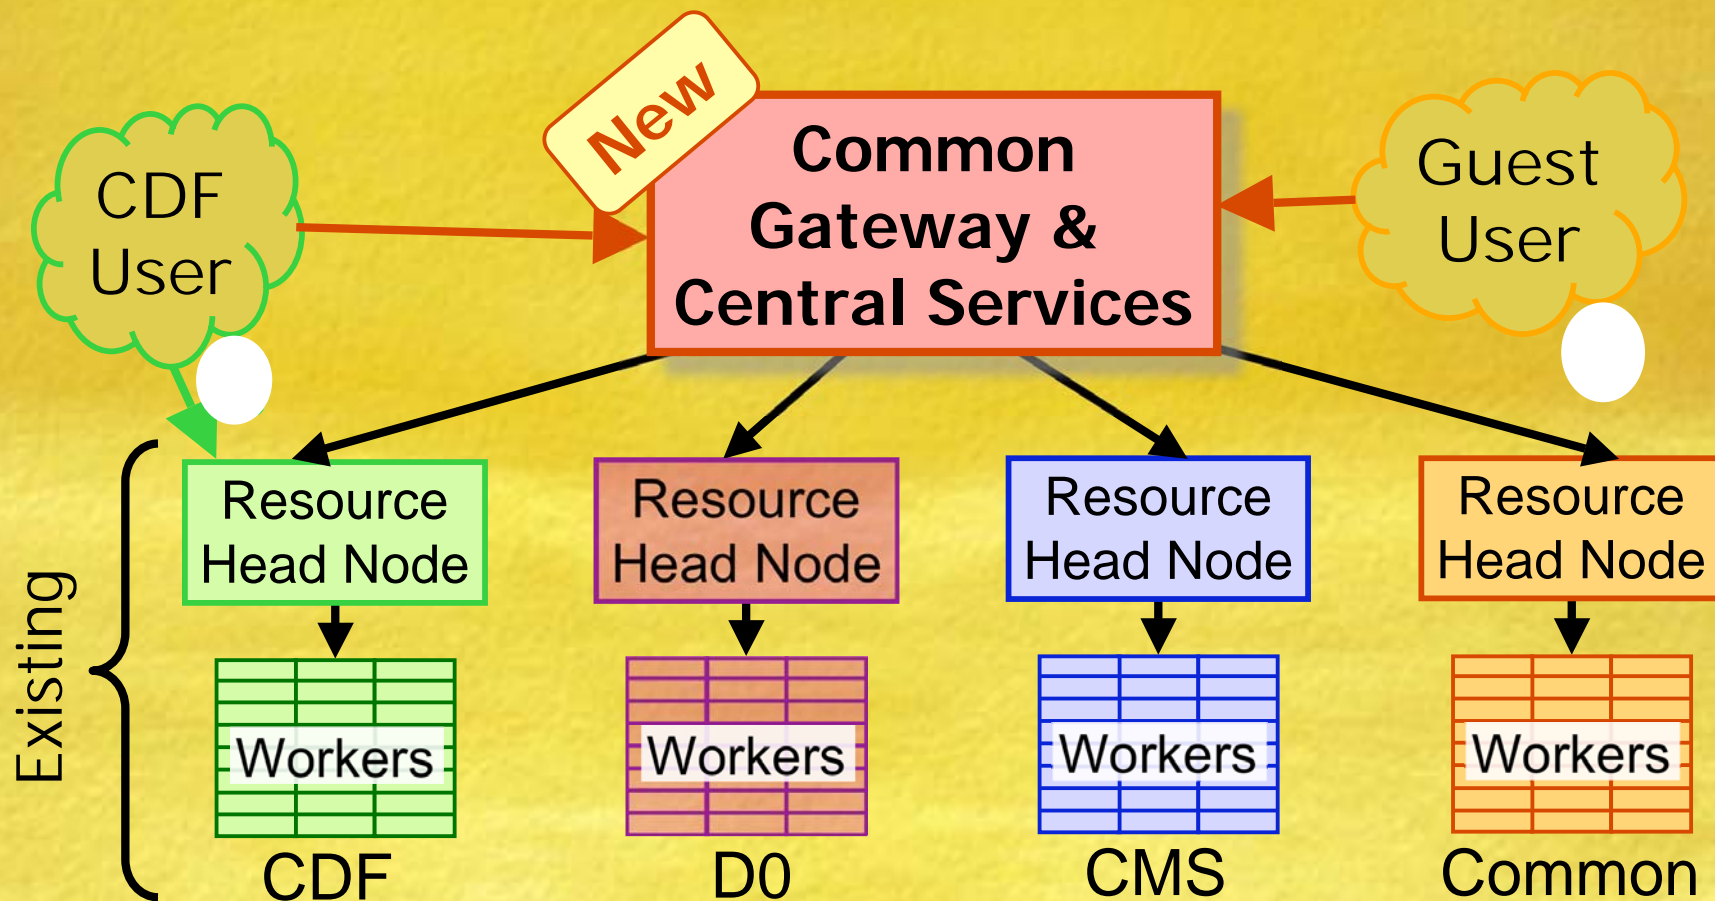 New
Common
Gateway &
Central Services
CDF
User
Guest
User
Existing
Resource
Head Node
Resource
Head Node
Resource
Head Node
Resource
Head Node
Workers
Workers
Workers
Workers
CDF
D0
CMS
Common